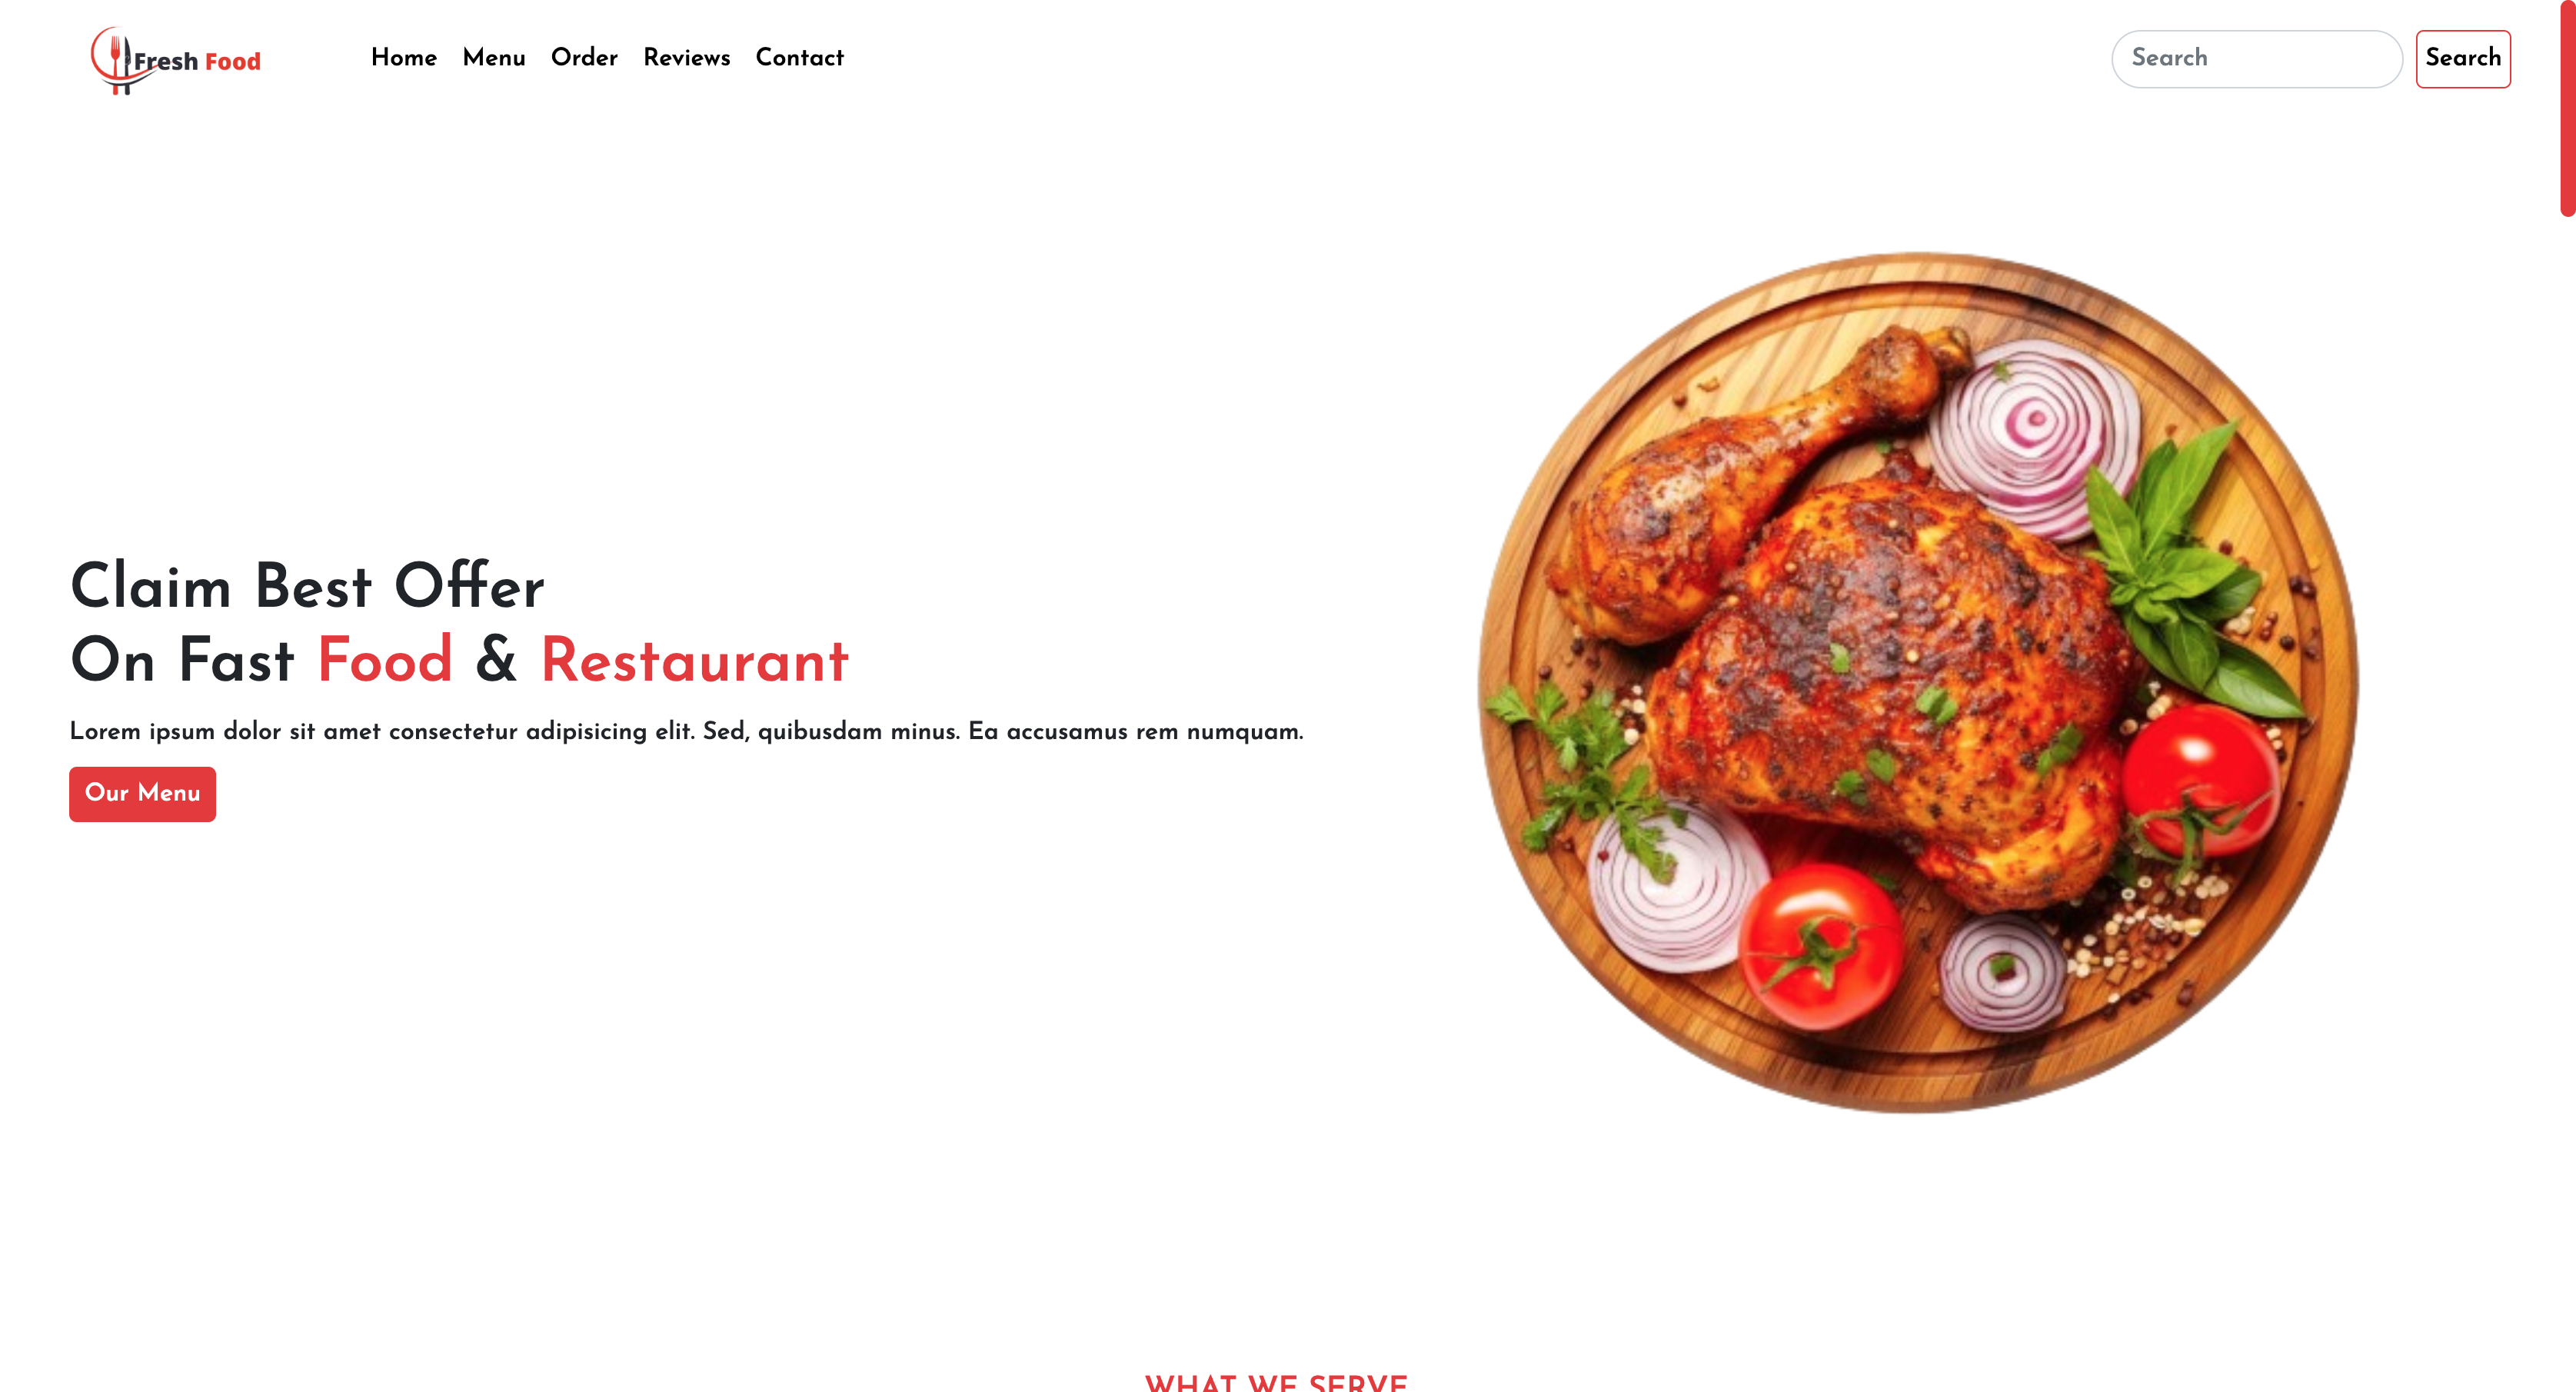 Fresh Food
Home Menu Order Reviews Contact
Search
Search
Claim Best Offer
On Fast Food & Restaurant
Lorem ipsum dolor sit amet consectetur adipisicing elit. Sed, quibusdam minus. Ea accusamus rem numquam.
Our Menu
WHAT WE SERVE